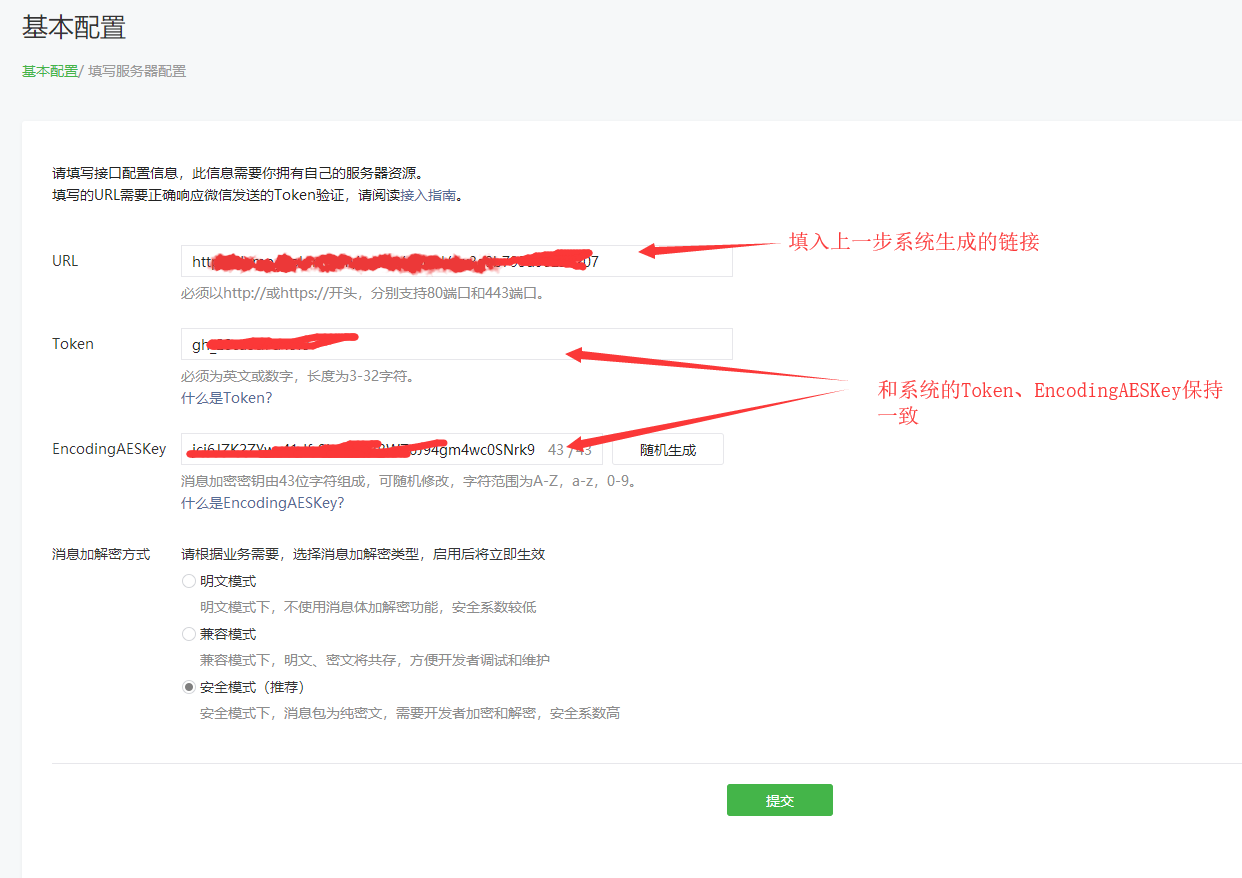 基本配置
基本配置/ 填写服务器配置
请填写接口配置信息，此信息需要你拥有自己的服务器资源。
填写的URL需要正确响应微信发送的Token验证，请阅读接入指南。
URL
htt
07
填入上一步系统生成的链接
必须以http://或https://开头，分别支持80端口和443端口。
Token
gh_
必须为英文或数字，长度为3-32字符。
什么是Token?
和系统的Token、EncodingAESKey保持
一致
EncodingAESKey
94gm4wc0SNrk9 43 / 43 随机生成
消息加密密钥由43位字符组成，可随机修改，字符范围为A-Z，a-z，0-9。
什么是EncodingAESKey?
消息加解密方式 请根据业务需要，选择消息加解密类型，启用后将立即生效
明文模式
明文模式下，不使用消息体加解密功能，安全系数较低
兼容模式
兼容模式下，明文、密文将共存，方便开发者调试和维护
安全模式（推荐）
安全模式下，消息包为纯密文，需要开发者加密和解密，安全系数高
提交